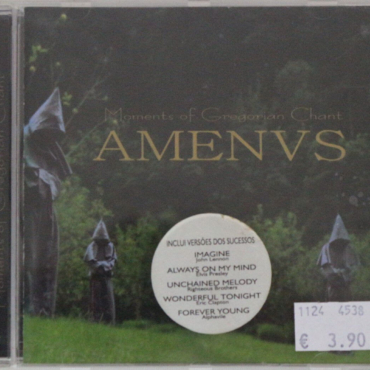 Moments of Gregorian Chant
AMENVS
INCLUI VERSÕES DOS SUCESSOS
IMAGINE
John Lennon
ALWAYS ON MY MIND
Elvis Presley
UNCHAINED MELODY
Righteous Brothers
WONDERFUL TONIGHT
Eric Clapton
FOREVER YOUNG
Alphaville
1124 4538
€ 3.90